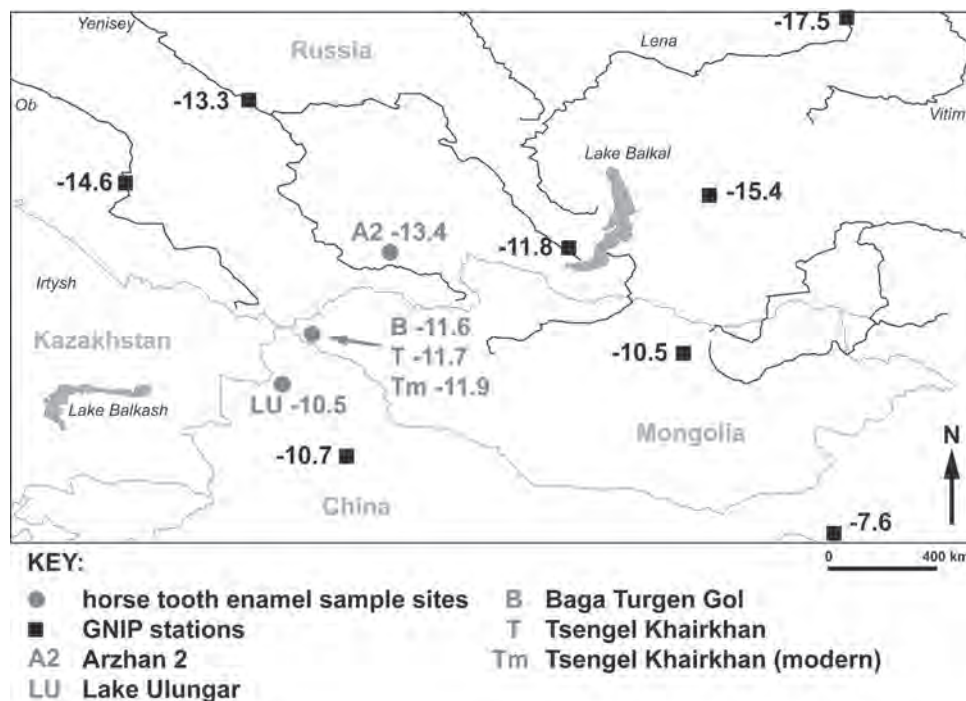 Yenisey
Russia
Lena
-17.5
Ob
-13.3
Vitim
Lake Balkal
-14.6
-15.4
A2 -13.4
-11.8
Irtysh
B -11.6
T -11.7
Tm -11.9
Kazakhstan
-10.5
LU -10.5
Lake Balkash
Mongolia
N
-10.7
China
-7.6
0 400 km
KEY:
horse tooth enamel sample sites
GNIP stations
A2 Arzhan 2
LU Lake Ulungar
B Baga Turgen Gol
T Tsengel Khairkhan
Tm Tsengel Khairkhan (modern)